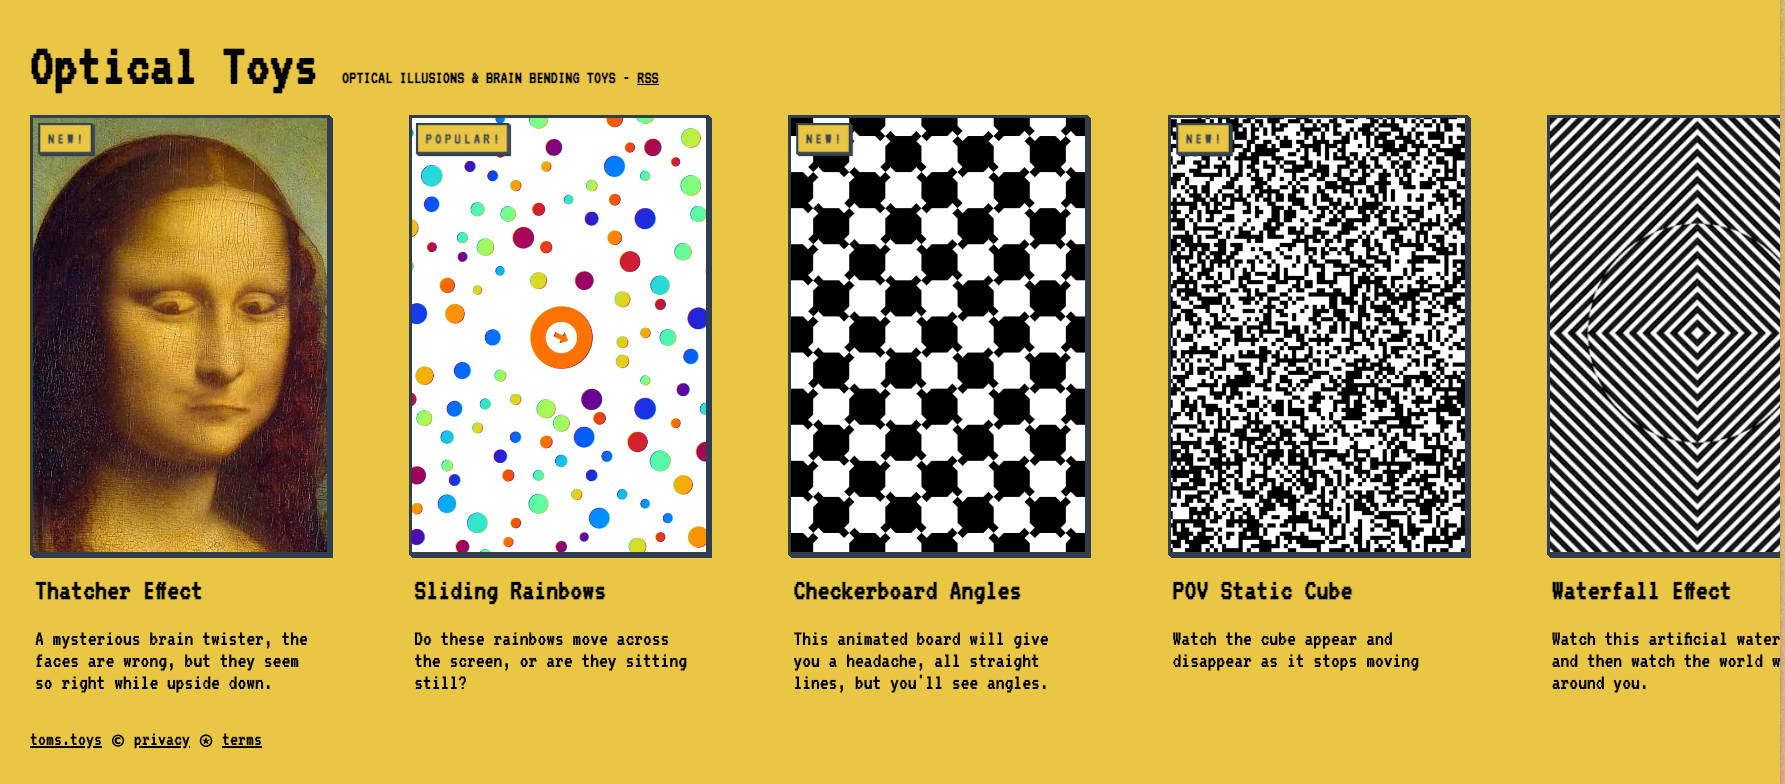 Optical Toys
OPTICAL ILLUSIONS & BRAIN BENDING TOYS - RSS
NEW!
POPULAR!
NEW!
NEW!
Thatcher Effect
A mysterious brain twister, the
faces are wrong, but they seem
so right while upside down.
Sliding Rainbows
Do these rainbows move across
the screen, or are they sitting
still?
Checkerboard Angles
This animated board will give
you a headache, all straight
lines, but you'll see angles.
POV Static Cube
Watch the cube appear and
disappear as it stops moving
Waterfall Effect
Watch this artificial water
and then watch the world
around you.
toms.toys © privacy ⍟ terms